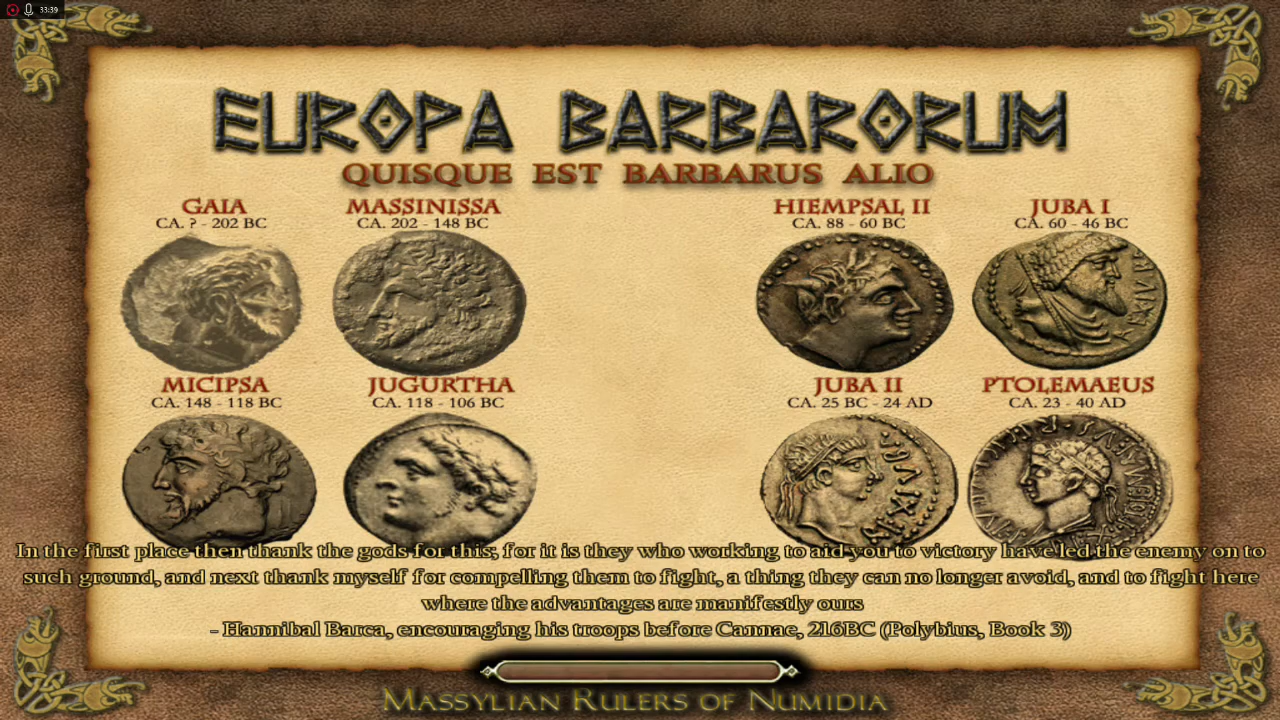 33:39
EUROPA BARBARORUM
QUISQUE EST BARBARUS ALIO
GAIA
CA. ? - 202 BC
MASSINISSA
CA. 202 - 148 BC
HIEMPSAL II
CA. 88 - 60 BC
JUBA I
CA. 60 - 46 BC
MICIPSA
CA. 148 - 118 BC
JUGURTHA
CA. 118 - 106 BC
JUBA II
CA. 25 BC - 24 AD
PTOLEMAEUS
CA. 23 - 40 AD
In the first place then thank the gods for this; for it is they who working to aid you to victory have led the enemy on to
such ground, and next thank myself for compelling them to fight, a thing they can no longer avoid, and to fight here
where the advantages are manifestly ours
- Hannibal Barca, encouraging his troops before Cannae, 216BC (Polybius, Book 3)
MASSYLIAN RULERS OF NUMIDIA